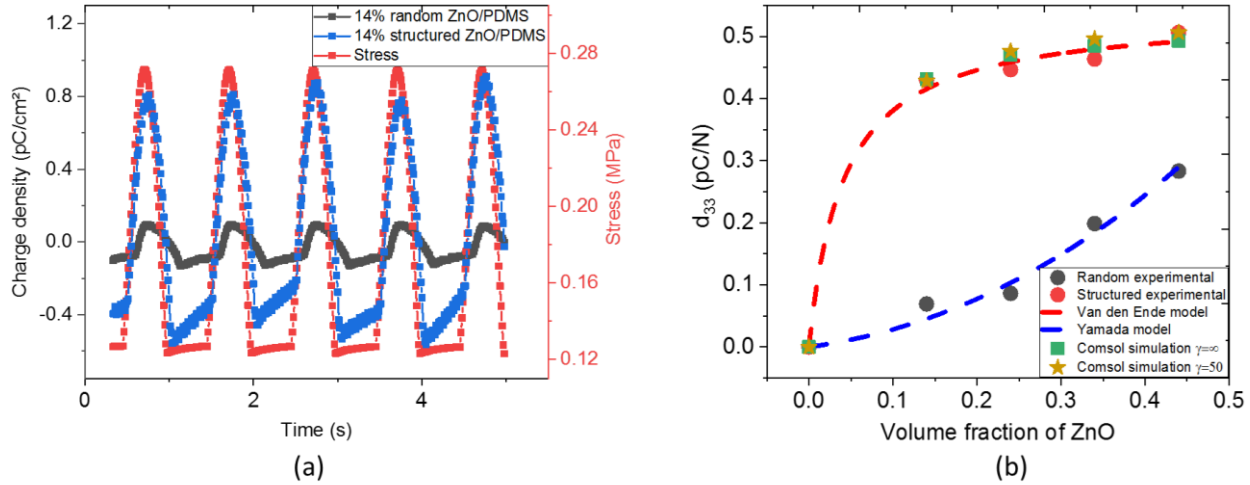 14% random ZnO/PDMS
14% structured ZnO/PDMS
Stress
Charge density (pC/cm²)
1.2
0.8
0.4
0.0
-0.4
0.28
0.24
0.20
0.16
0.12
Stress (MPa)
0 2 4
Time (s)
(a)
d33 (pC/N)
0.5
0.4
0.3
0.2
0.1
0.0
Random experimental
Structured experimental
Van den Ende model
Yamada model
Comsol simulation γ=∞
Comsol simulation γ=50
0.0 0.1 0.2 0.3 0.4 0.5
Volume fraction of ZnO
(b)